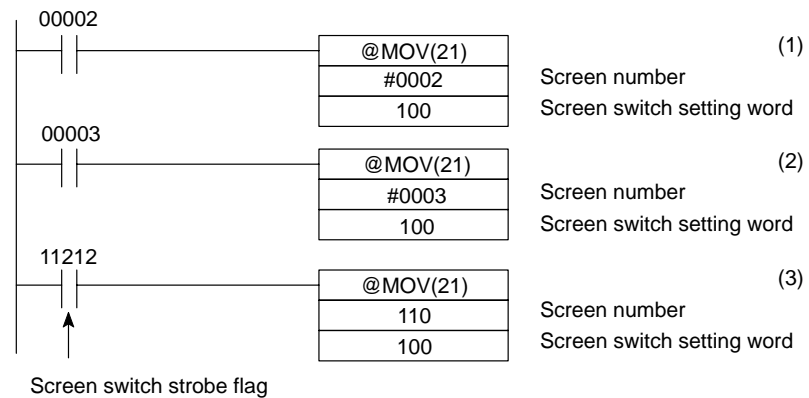 00002
@MOV(21) (1)
#0002 Screen number
100 Screen switch setting word
00003
@MOV(21) (2)
#0003 Screen number
100 Screen switch setting word
11212
@MOV(21) (3)
110 Screen number
100 Screen switch setting word
Screen switch strobe flag